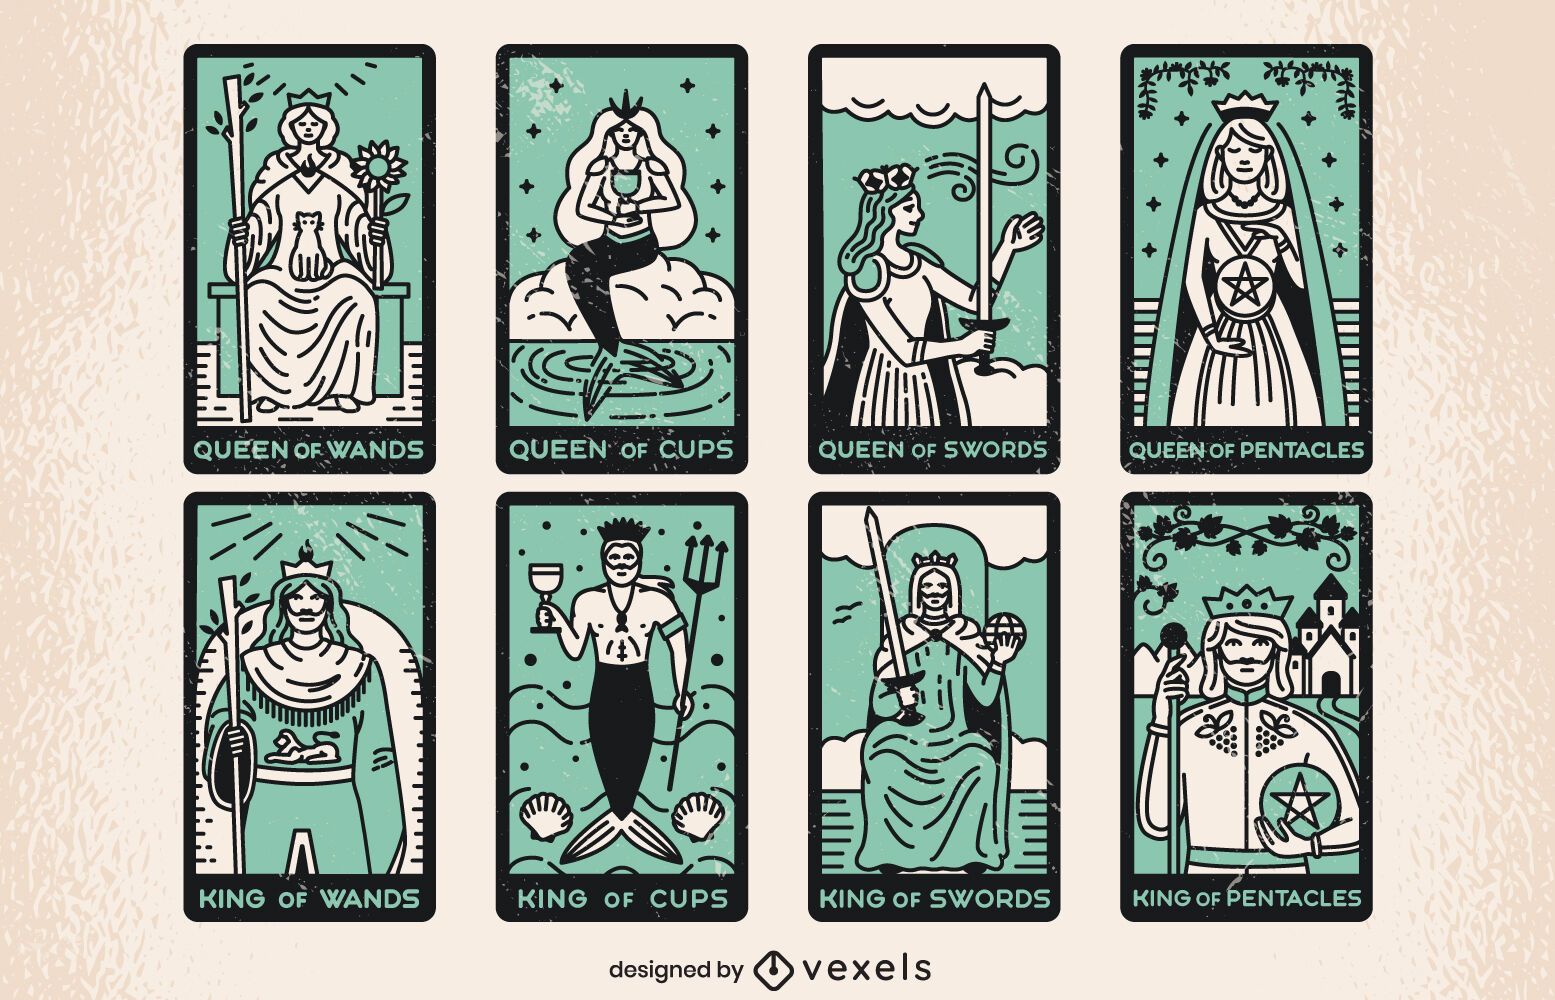 QUEEN OF WANDS
QUEEN OF CUPS
QUEEN OF SWORDS
QUEEN OF PENTACLES
KING OF WANDS
KING OF CUPS
KING OF SWORDS
KING OF PENTACLES
designed by vexels